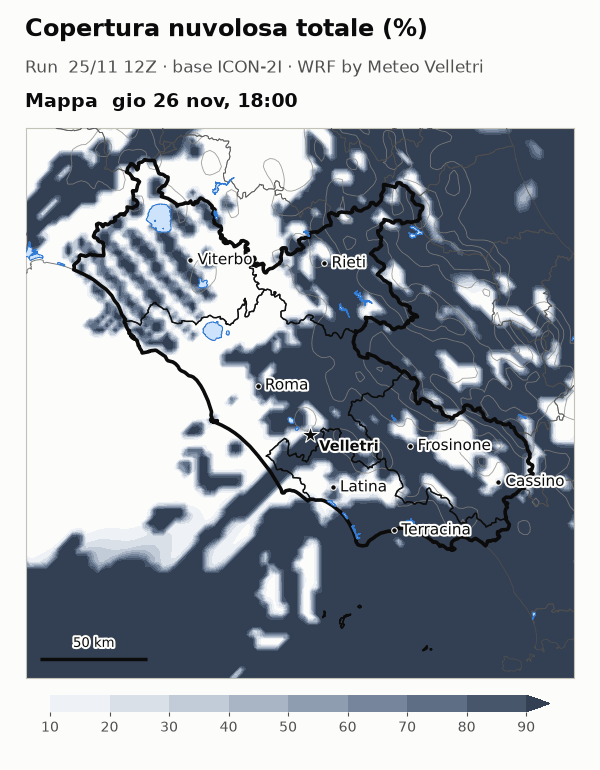 Copertura nuvolosa totale (%)
Run  25/11 12Z · base ICON-2I · WRF by Meteo Velletri
Mappa  gio 26 nov, 18:00
Viterbo
Rieti
Roma
Velletri
Frosinone
Latina
Cassino
Terracina
50 km
10 20 30 40 50 60 70 80 90